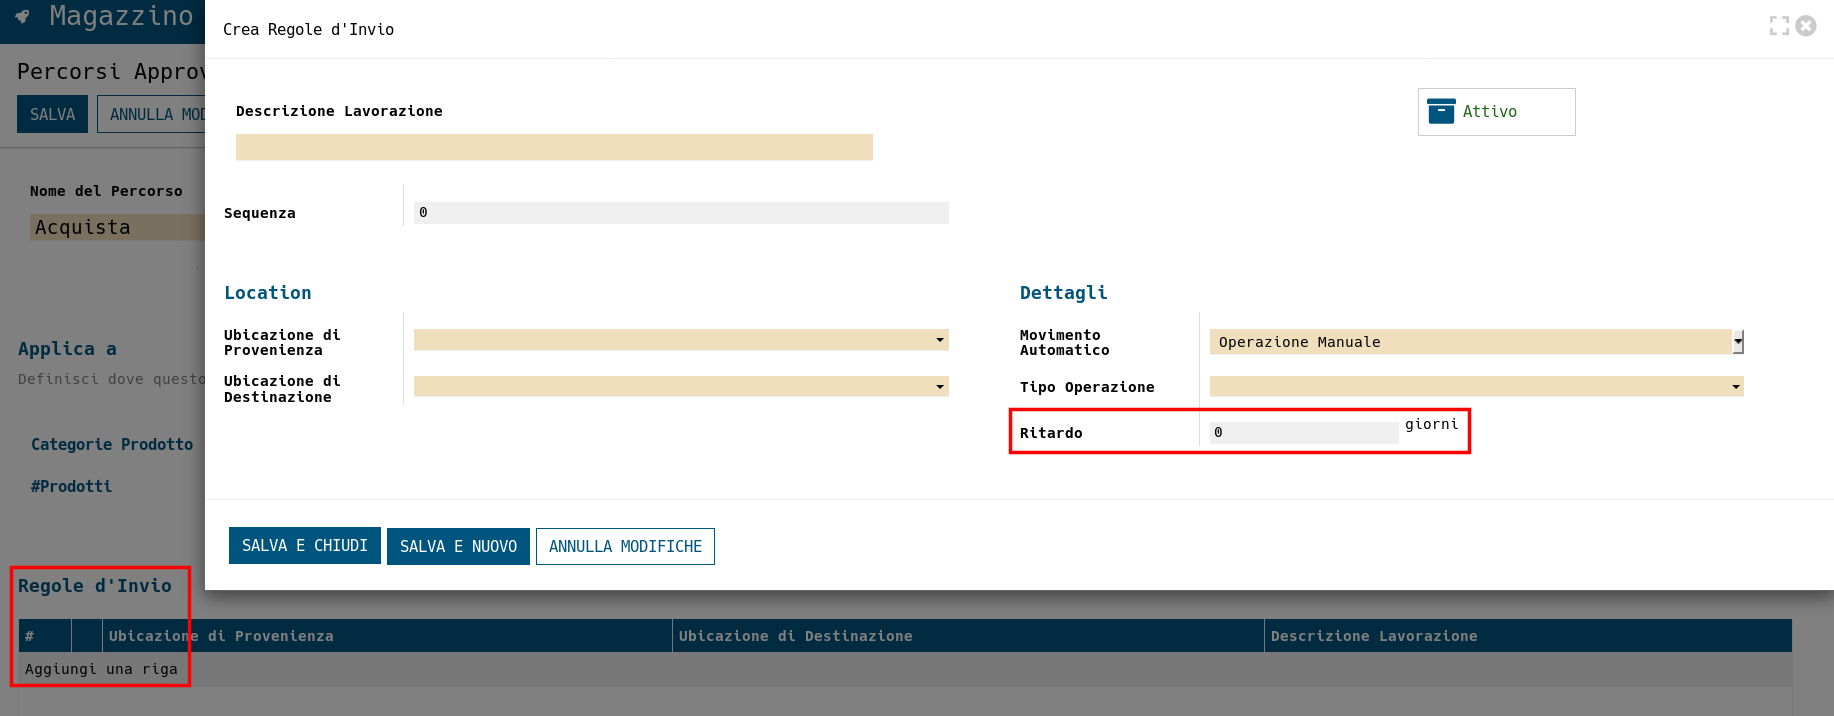 Magazzino
Crea Regole d'Invio
Percorsi Approv
SALVA
ANNULLA MOD
Descrizione Lavorazione
Attivo
Nome del Percorso
Acquista
Sequenza
0
Location
Dettagli
Ubicazione di
Provenienza
Movimento
Automatico
Operazione Manuale
Ubicazione di
Destinazione
Tipo Operazione
Ritardo
0
giorni
Applica a
Definisci dove questo
Categorie Prodotto
#Prodotti
SALVA E CHIUDI
SALVA E NUOVO
ANNULLA MODIFICHE
Regole d'Invio
#
Ubicazione di Provenienza
Ubicazione di Destinazione
Descrizione Lavorazione
Aggiungi una riga